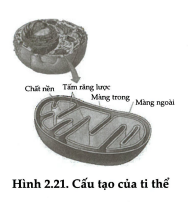 Chất nền
Tấm răng lược
Màng trong
Màng ngoài
Hình 2.21. Cấu tạo của ti thể